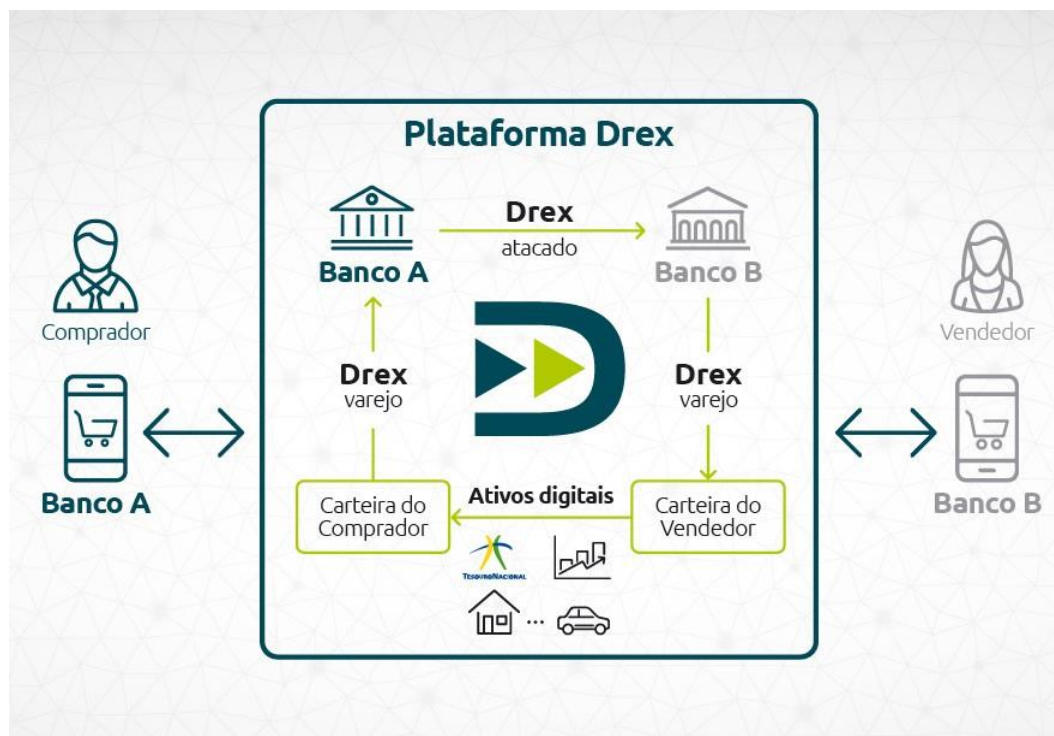 Plataforma Drex
Drex
atacado
Banco A
Banco B
Comprador
Vendedor
Drex
varejo
Drex
varejo
Banco A
Banco B
Carteira do
Comprador
Ativos digitais
Carteira do
Vendedor
TESOURONACIONAL
...